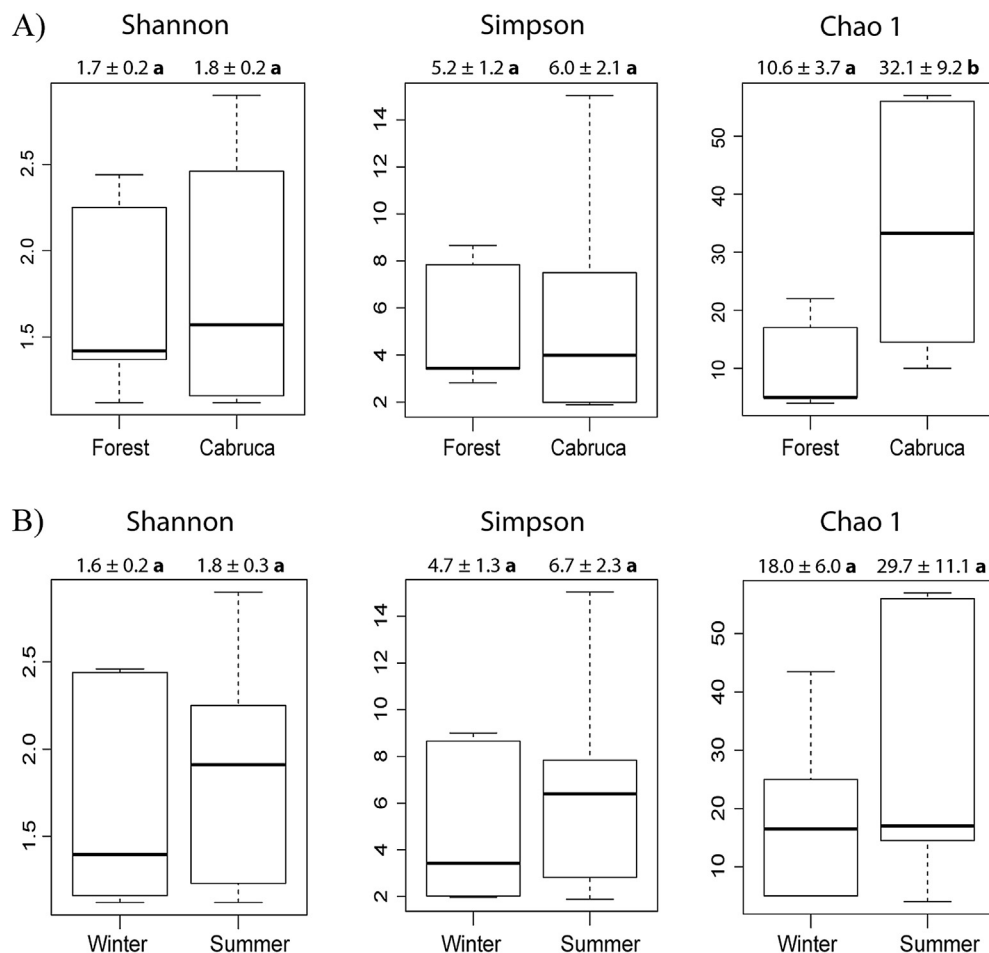 A)
Shannon Simpson Chao 1
1.7 ± 0.2 a 1.8 ± 0.2 a 5.2 ± 1.2 a 6.0 ± 2.1 a 10.6 ± 3.7 a 32.1 ± 9.2 b
2.5
2.0
1.5
Forest Cabruca
14
12
10
8
6
4
2
Forest Cabruca
50
40
30
20
10
Forest Cabruca
B)
Shannon Simpson Chao 1
1.6 ± 0.2 a 1.8 ± 0.3 a 4.7 ± 1.3 a 6.7 ± 2.3 a 18.0 ± 6.0 a 29.7 ± 11.1 a
2.5
2.0
1.5
Winter Summer
14
12
10
8
6
4
2
Winter Summer
50
40
30
20
10
Winter Summer